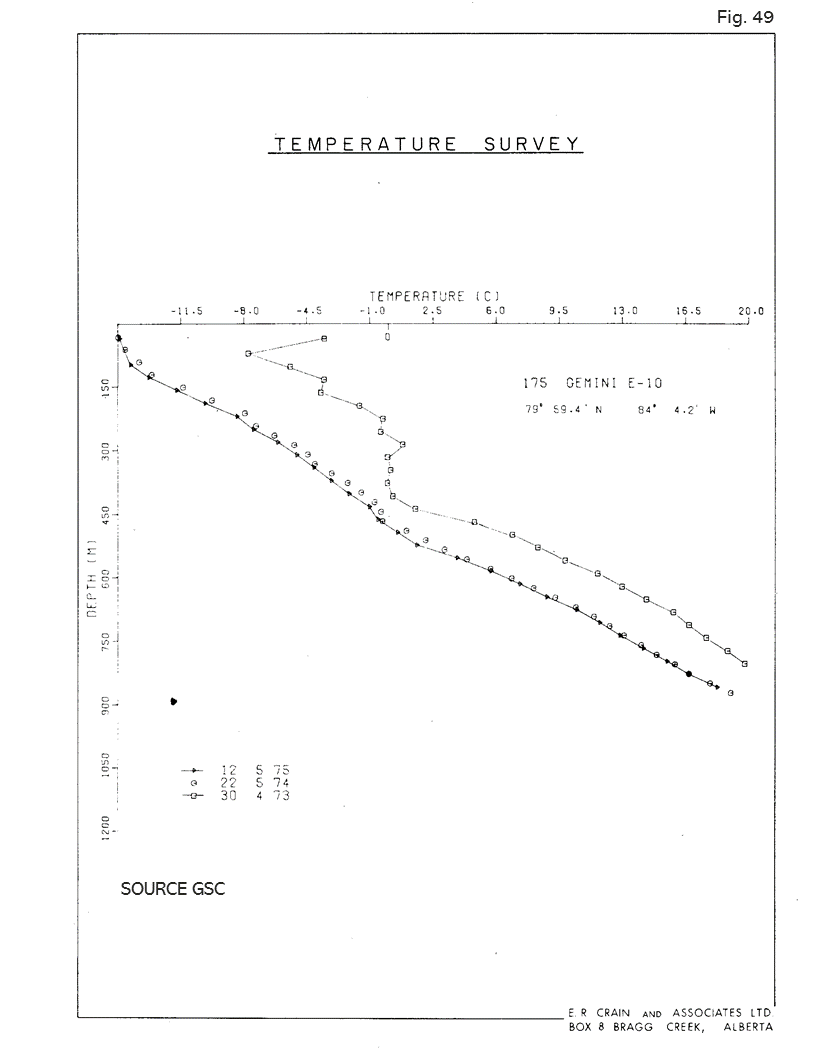 Fig. 49
TEMPERATURE SURVEY
TEMPERATURE (C)
-11.5 -8.0 -4.5 -1.0 2.5 6.0 9.5 13.0 16.5 20.0
0
175 GEMINI E-10
79° 59.4' N 84° 4.2' W
150
300
450
600
750
900
1050
1200
DEPTH (M)
12 5 75
22 5 74
30 4 73
SOURCE GSC
E.R CRAIN AND ASSOCIATES LTD.
BOX 8 BRAGG CREEK, ALBERTA